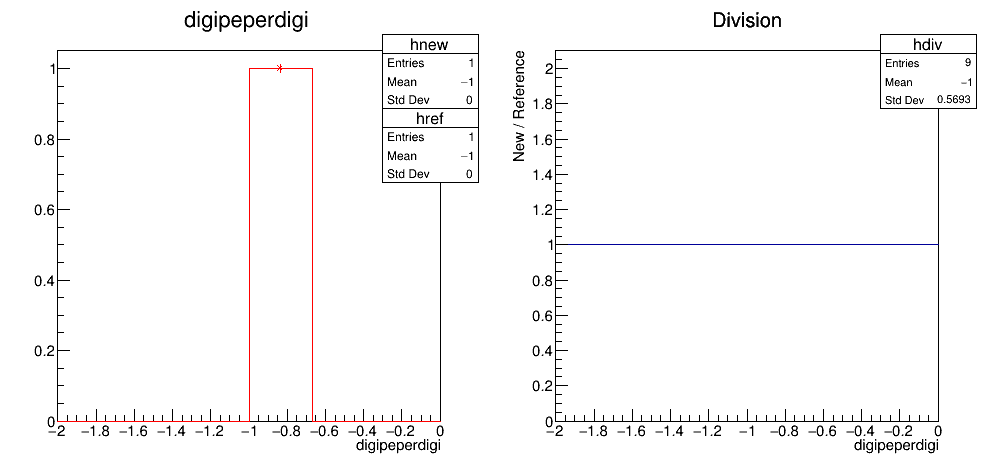 digipeperdigi
hnew
Entries 1
Mean −1
Std Dev 0
href
Entries 1
Mean −1
Std Dev 0
1
0.8
0.6
0.4
0.2
0
−2 −1.8 −1.6 −1.4 −1.2 −1 −0.8 −0.6 −0.4 −0.2 0
digipeperdigi
Division
hdiv
Entries 9
Mean −1
Std Dev 0.5693
New / Reference
2
1.8
1.6
1.4
1.2
1
0.8
0.6
0.4
0.2
0
−2 −1.8 −1.6 −1.4 −1.2 −1 −0.8 −0.6 −0.4 −0.2 0
digipeperdigi